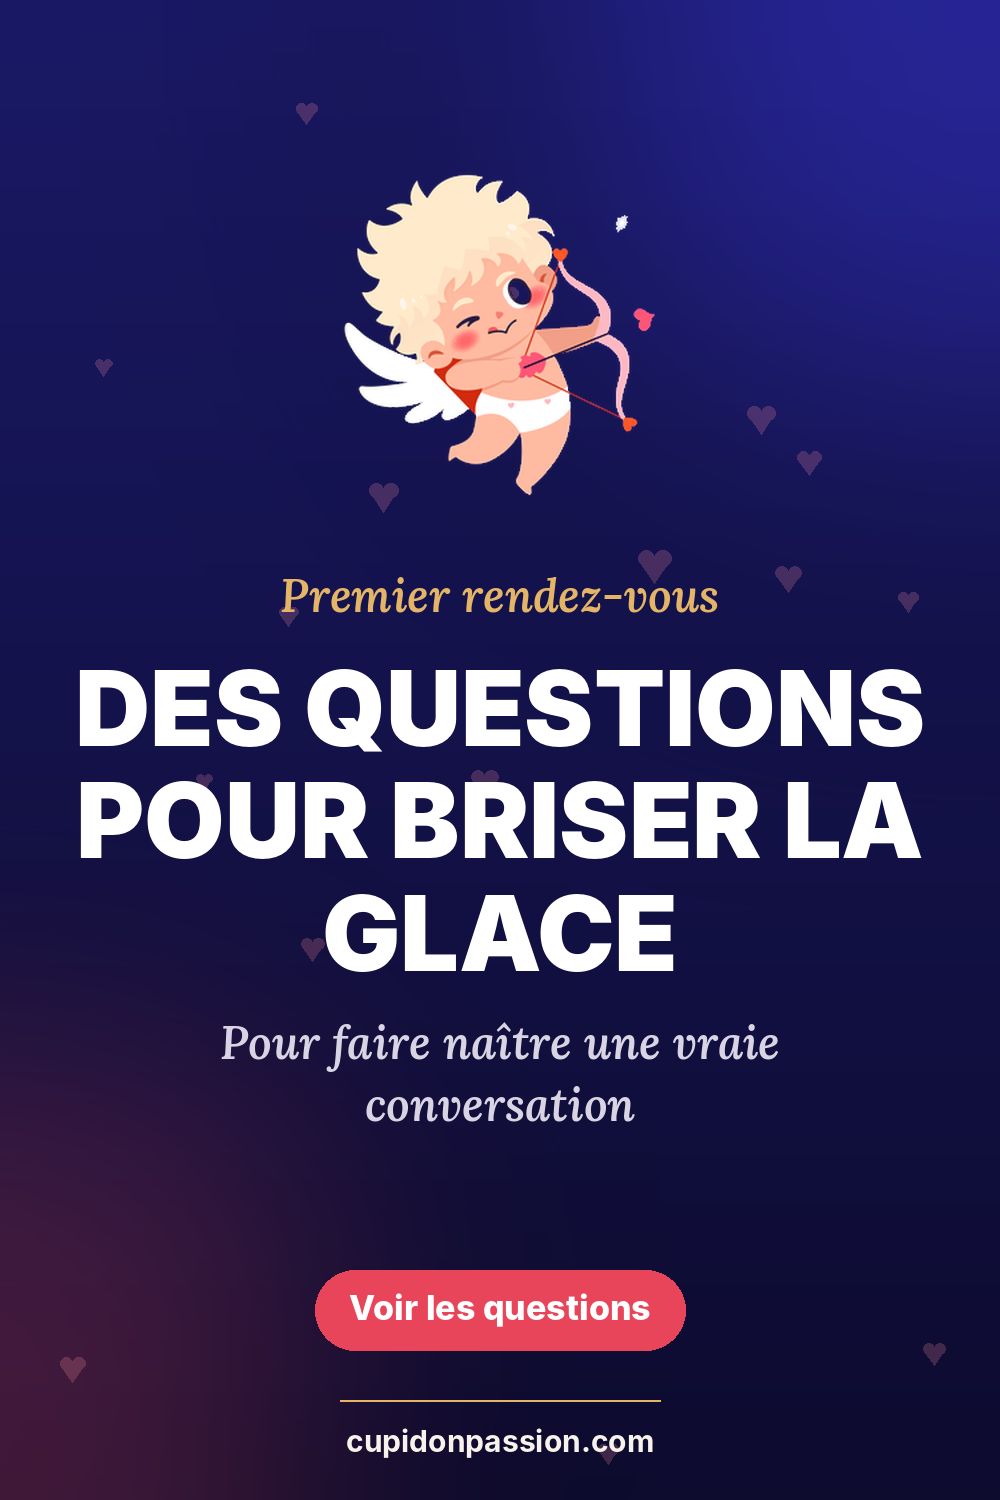 Premier rendez-vous
DES QUESTIONS
POUR BRISER LA
GLACE
Pour faire naître une vraie
conversation
Voir les questions
cupidonpassion.com